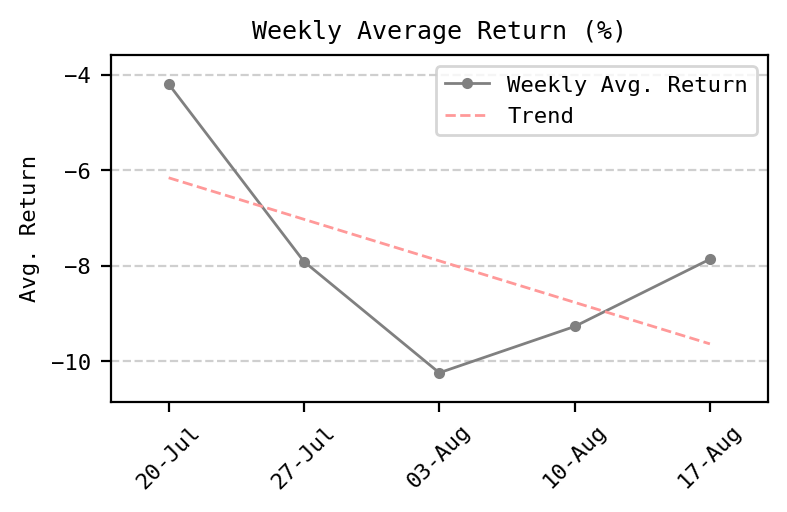 Weekly Average Return (%)
Weekly Avg. Return
Trend
Avg. Return
−4
−6
−8
−10
20-Jul
27-Jul
03-Aug
10-Aug
17-Aug